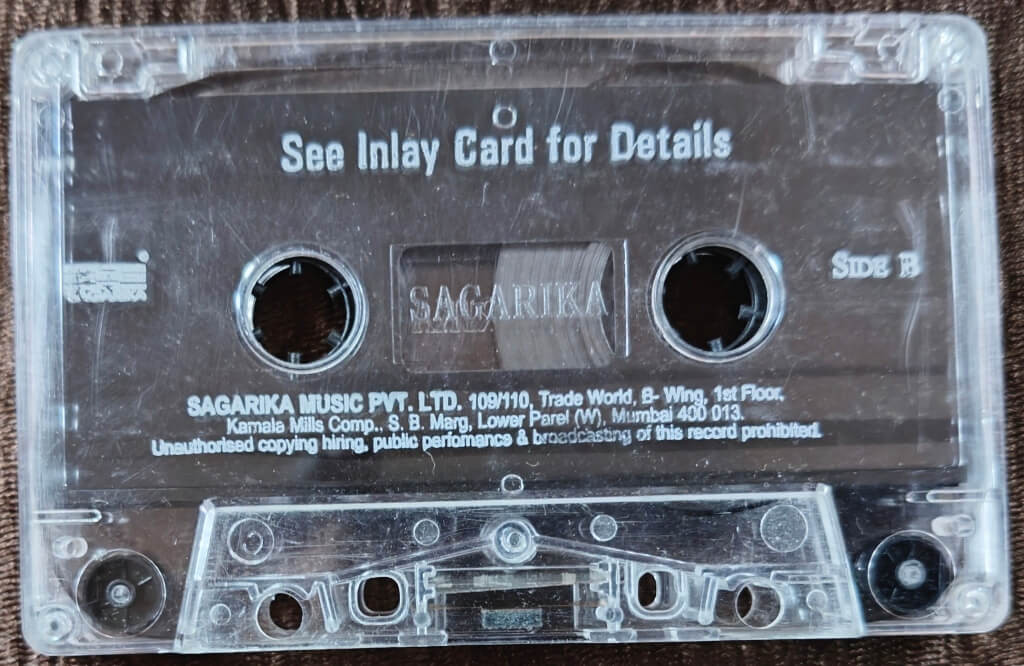 See Inlay Card for Details
SIDE B
SAGARIKA
SAGARIKA MUSIC PVT. LTD. 109/110, Trade World, B- Wing, 1st Floor,
Kamala Mills Comp., S. B. Marg, Lower Parel (W), Mumbai 400 013.
Unauthorised copying hiring, public perfomance & broadcasting of this record prohibited.